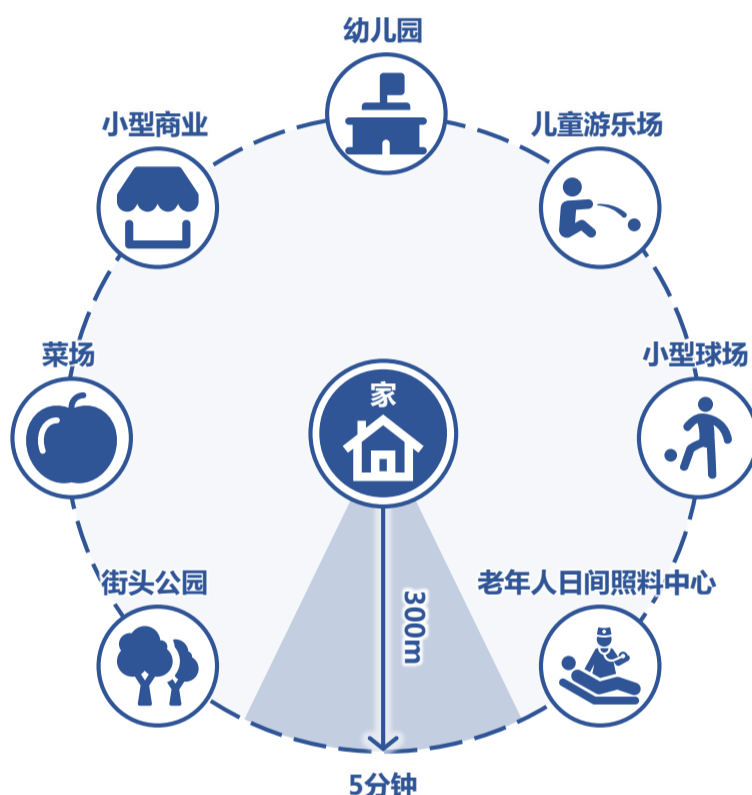 幼儿园
小型商业
儿童游乐场
菜场
小型球场
家
街头公园
300m
老年人日间照料中心
5分钟